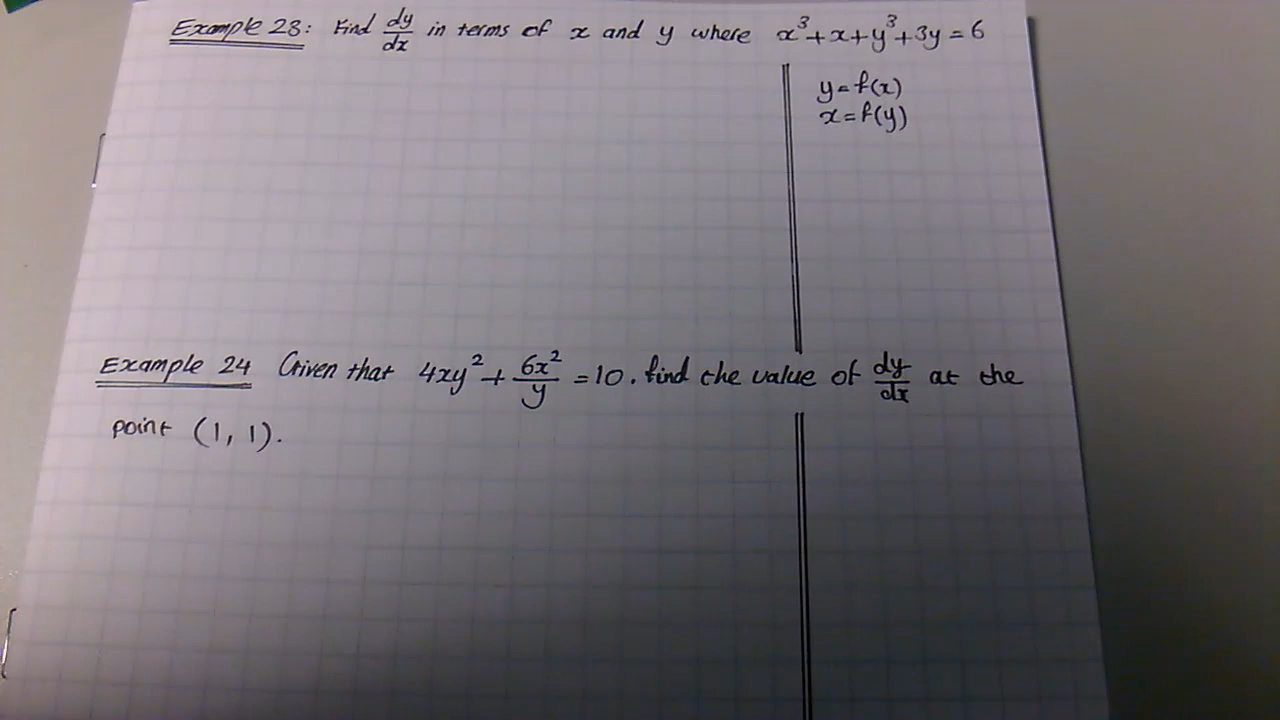 Example 23: Find dy/dx in terms of x and y where x³+x+y³+3y=6
y=f(x)
x=f(y)
Example 24 Given that 4xy²+6x²/y=10. find the value of dy/dx at the
point (1, 1).